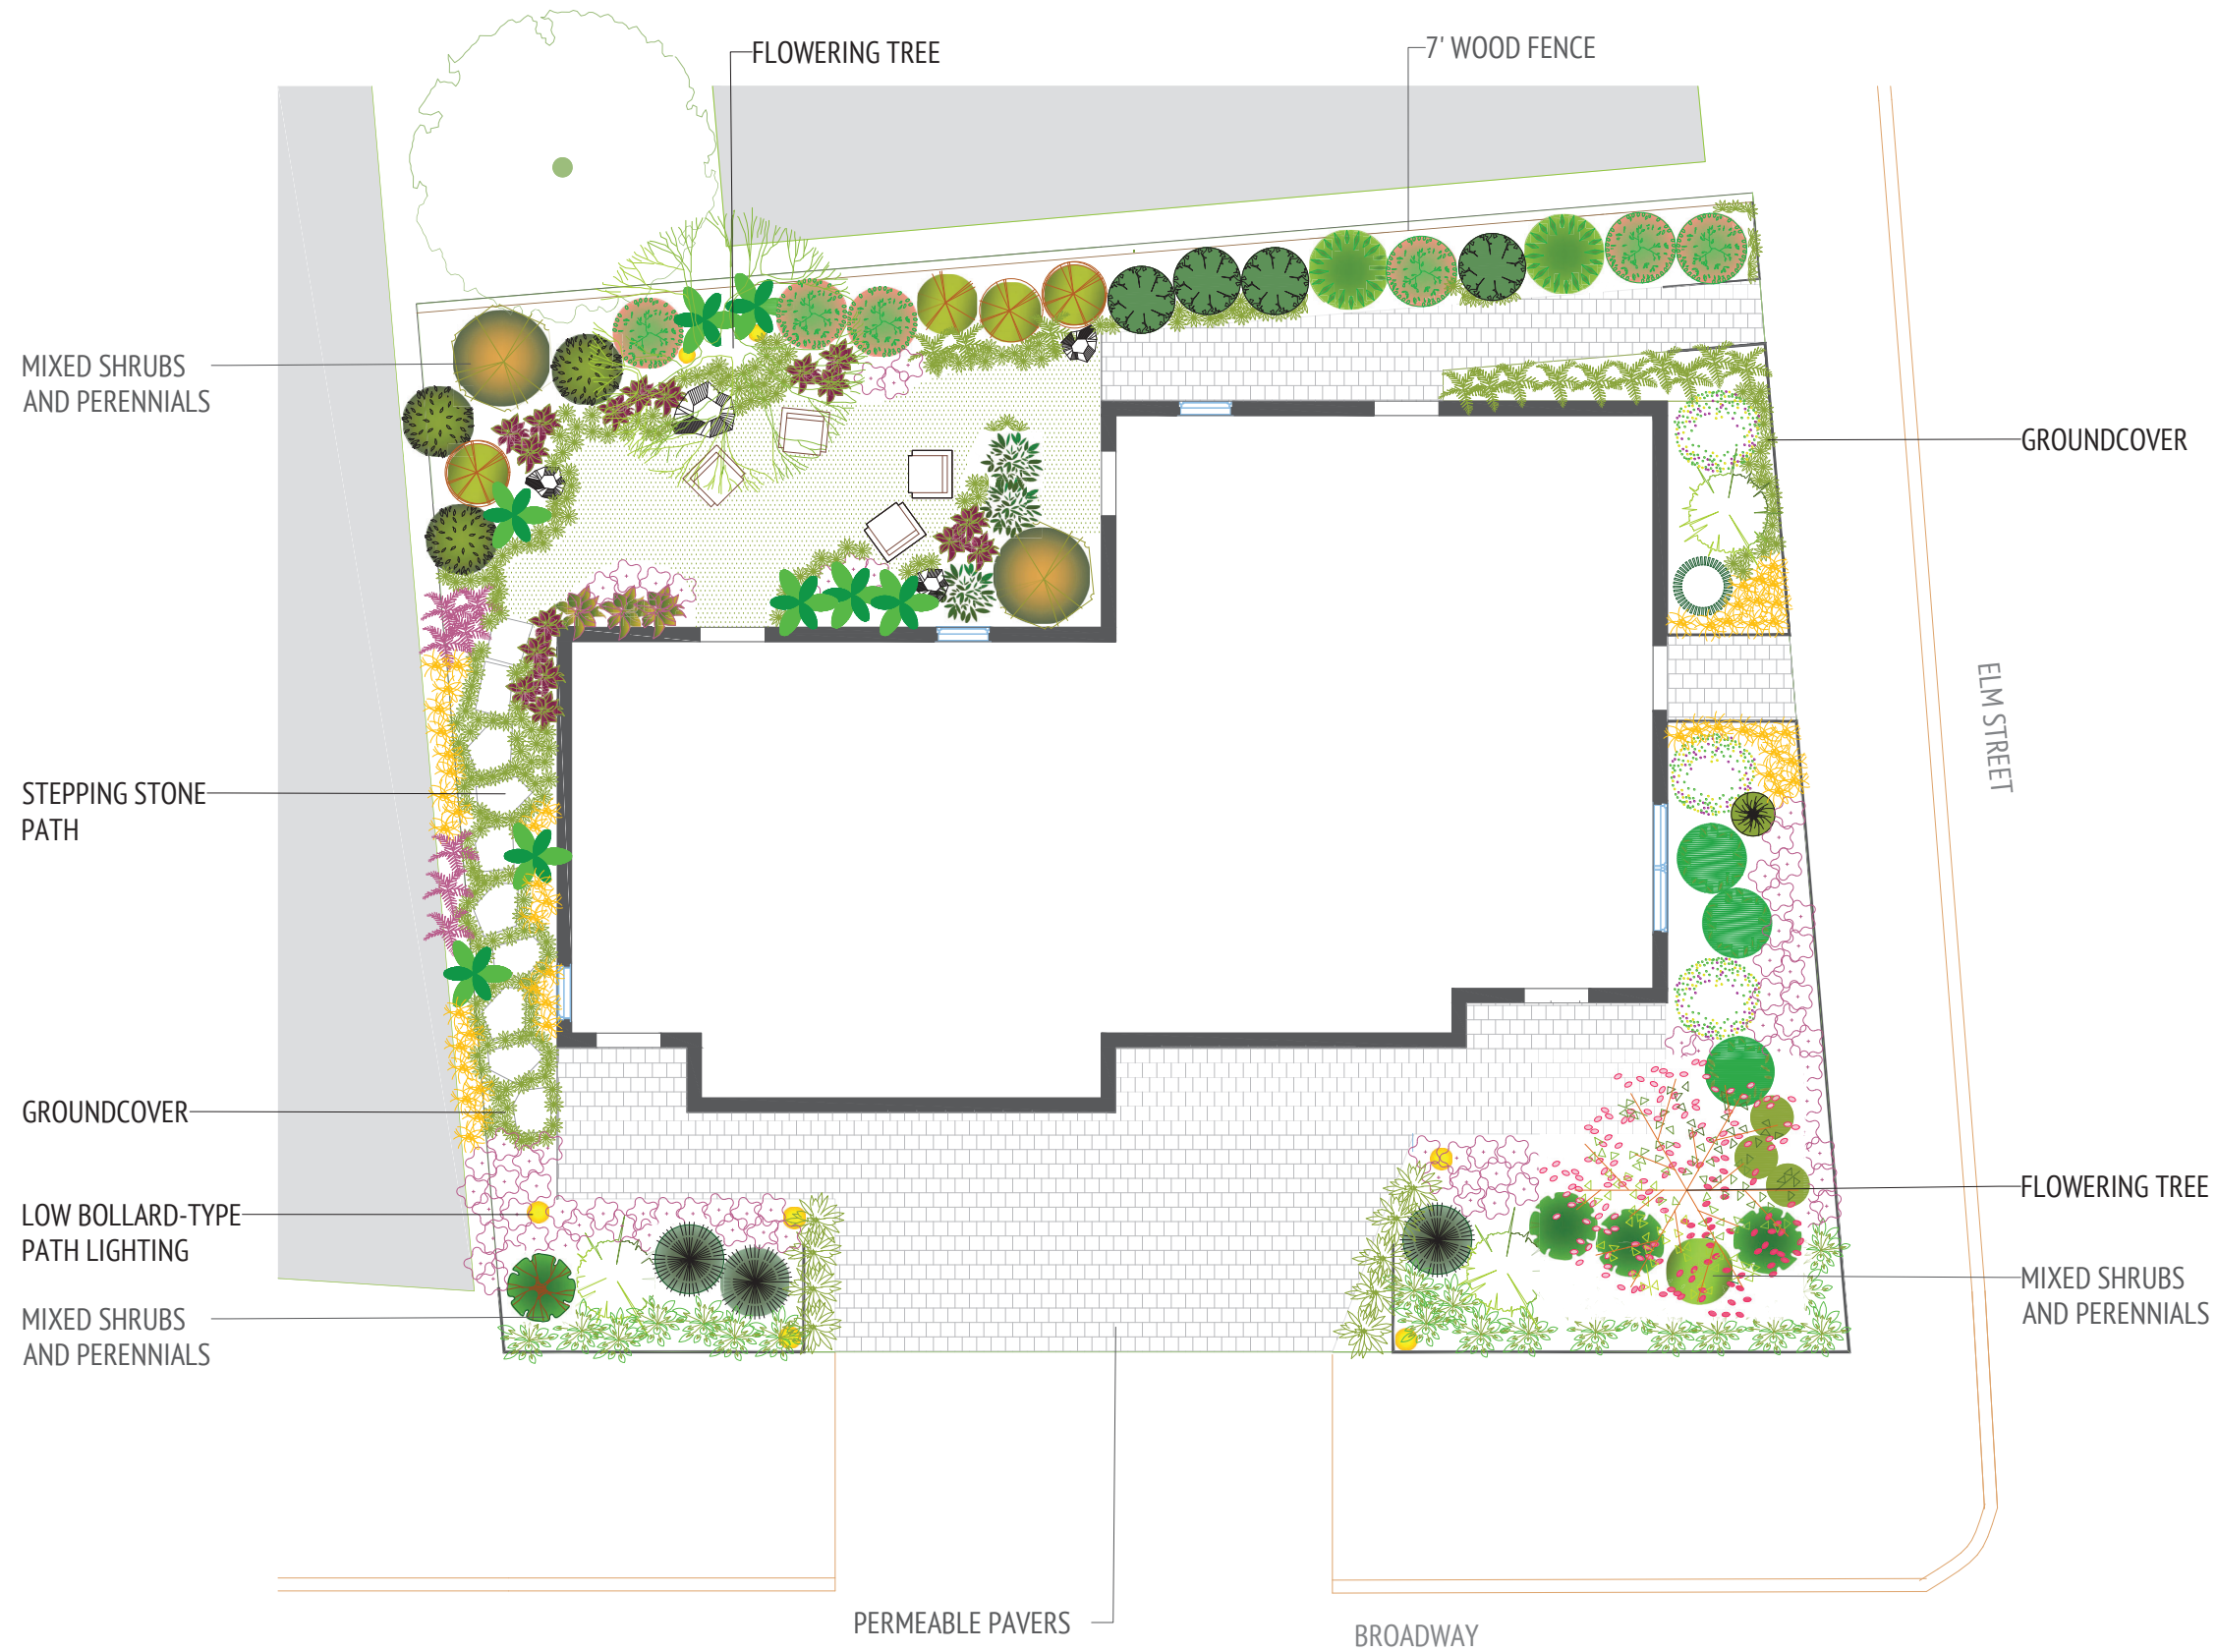 FLOWERING TREE
7' WOOD FENCE
MIXED SHRUBS
AND PERENNIALS
GROUNDCOVER
ELM STREET
STEPPING STONE
PATH
GROUNDCOVER
FLOWERING TREE
LOW BOLLARD-TYPE
PATH LIGHTING
MIXED SHRUBS
AND PERENNIALS
MIXED SHRUBS
AND PERENNIALS
PERMEABLE PAVERS
BROADWAY